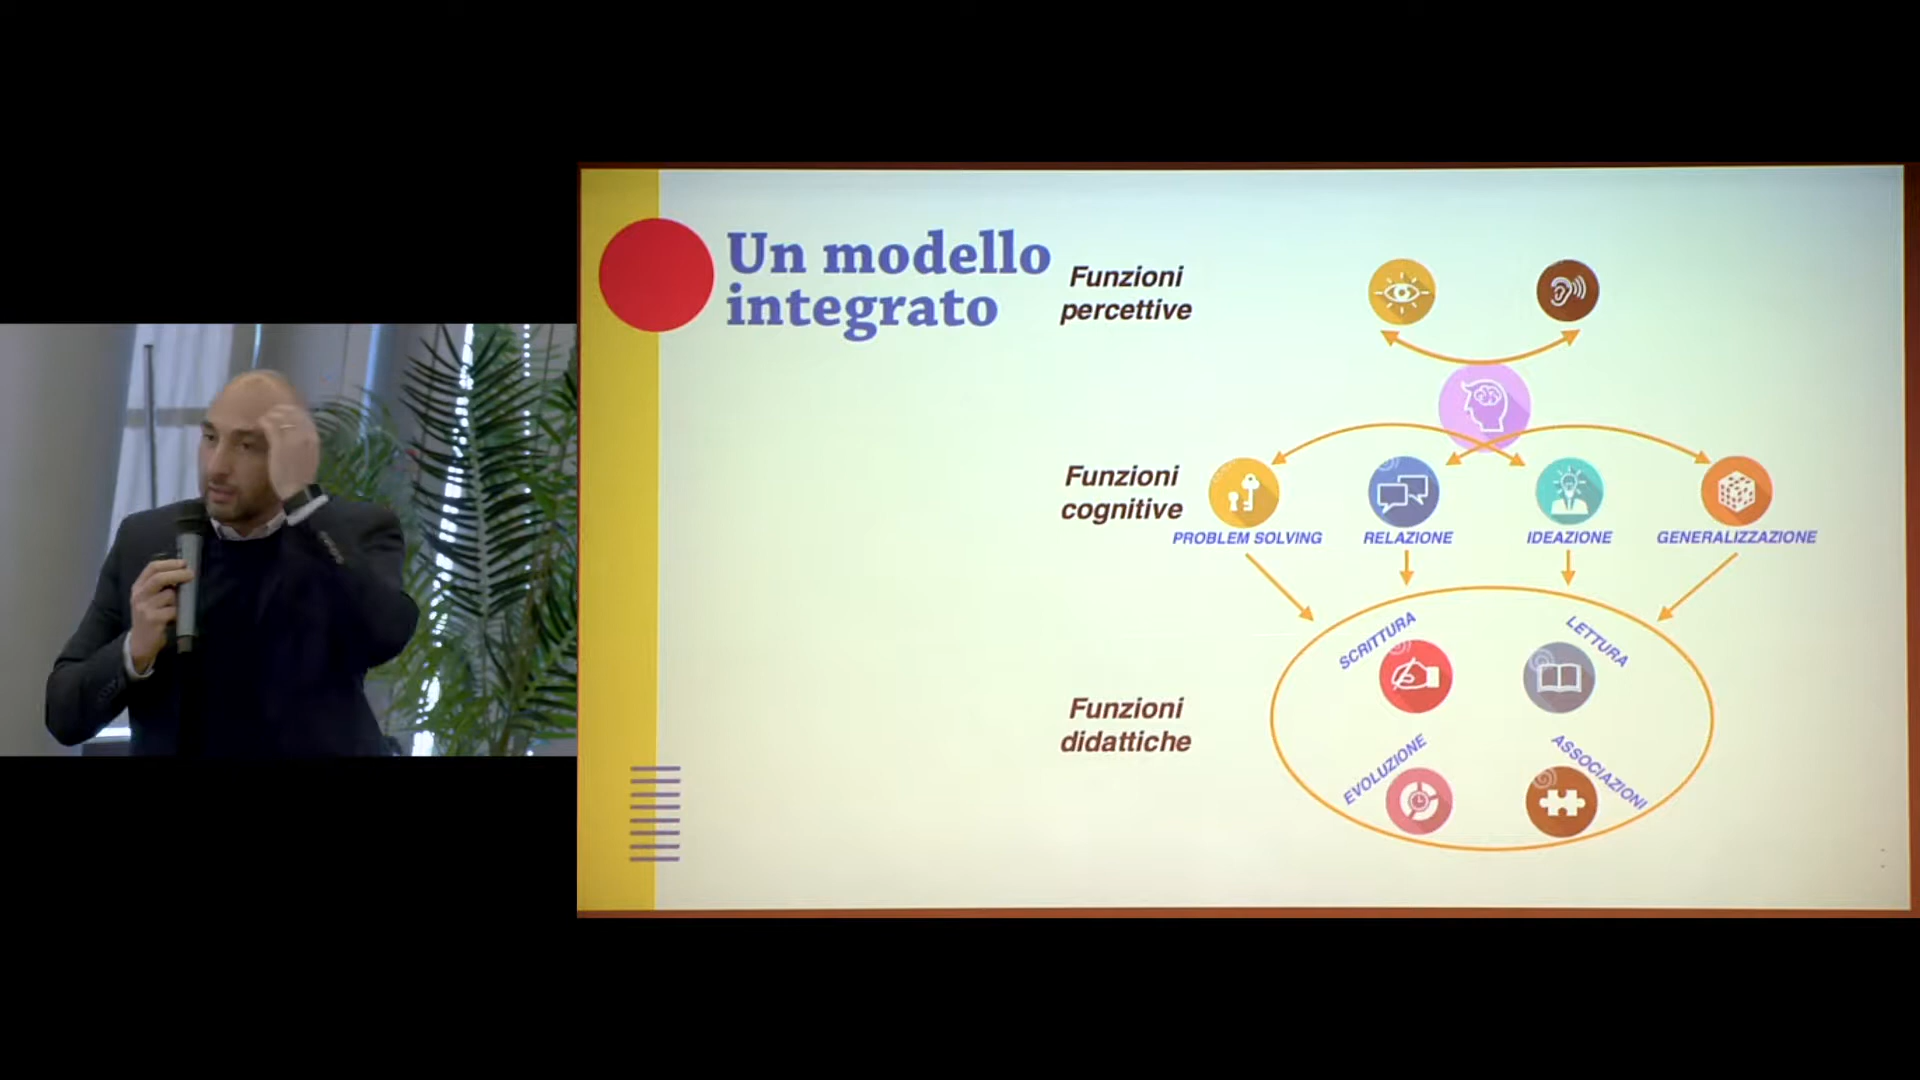 Un modello
integrato
Funzioni
percettive
Funzioni
cognitive
PROBLEM SOLVING
RELAZIONE
IDEAZIONE
GENERALIZZAZIONE
Funzioni
didattiche
SCRITTURA
LETTURA
EVOLUZIONE
ASSOCIAZIONI